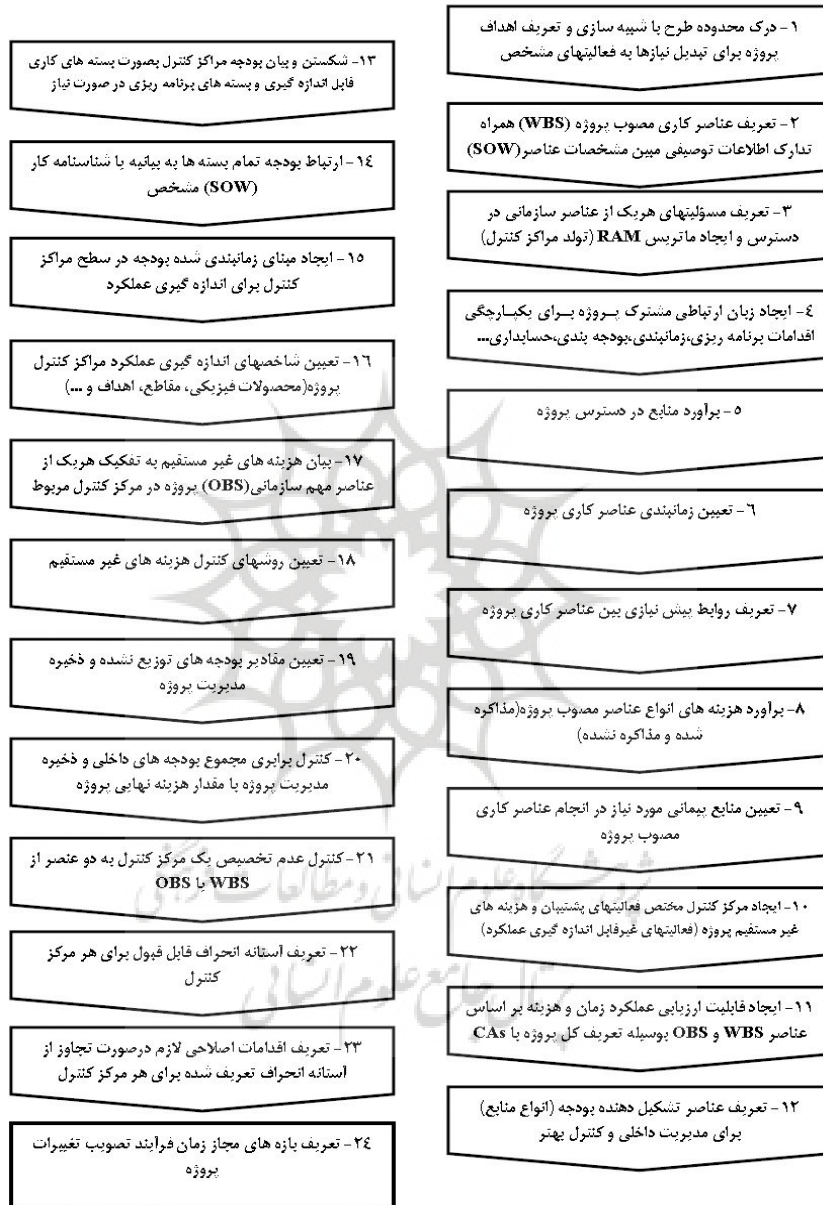 ۱- درک محدوده طرح با شبیه سازی و تعریف اهداف
پروژه برای تبدیل نیازها به فعالیتهای مشخص
۲- تعریف عناصر کاری مصوب پروژه (WBS) همراه
تدارک اطلاعات توصیفی مبین مشخصات عناصر(SOW)
۳- تعریف مسؤلیتهای هریک از عناصر سازمانی در
دسترس و ایجاد ماتریس RAM (تولد مراکز کنترل)
٤- ایجاد زبان ارتباطی مشترک پـروژه بـرای یکپـارچگی
اقدامات برنامه ریزی،زمانبندی،بودجه بندی،حسابداری...
۵- برآورد منابع در دسترس پروژه
٦- تعیین زمانبندی عناصر کاری پروژه
۷- تعریف روابط پیش نیازی بین عناصر کاری پروژه
۸- برآورد هزینه های انواع عناصر مصوب پروژه(مذاکره
شده و مذاکره نشده)
۹- تعیین منابع پیمانی مورد نیاز در انجام عناصر کاری
مصوب پروژه
۱۰- ایجاد مرکز کنترل مختص فعالیتهای پشتیبان و هزینه های
غیر مستقیم پروژه (فعالیتهای غیرقابل اندازه گیری عملکرد)
۱۱- ایجاد قابلیت ارزیابی عملکرد زمان و هزینه بر اساس
عناصر WBS و OBS بوسیله تعریف کل پروژه با CAs
۱۲- تعریف عناصر تشکیل دهنده بودجه (انواع منابع)
برای مدیریت داخلی و کنترل بهتر
۱۳- شکستن و بیان بودجه مراکز کنترل بصورت بسته های کاری
قابل اندازه گیری و بسته های برنامه ریزی در صورت نیاز
۱٤- ارتباط بودجه تمام بسته ها به بیانیه یا شناسنامه کار
(SOW) مشخص
۱۵- ایجاد مبنای زمانبندی شده بودجه در سطح مراکز
کنترل برای اندازه گیری عملکرد
۱٦- تعیین شاخصهای اندازه گیری عملکرد مراکز کنترل
پروژه(محصولات فیزیکی، مقاطع، اهداف و ...)
۱۷- بیان هزینه های غیر مستقیم به تفکیک هریک از
عناصر مهم سازمانی(OBS) پروژه در مرکز کنترل مربوط
۱۸- تعیین روشهای کنترل هزینه های غیر مستقیم
۱۹- تعیین مقادیر بودجه های توزیع نشده و ذخیره
مدیریت پروژه
۲۰- کنترل برابری مجموع بودجه های داخلی و ذخیره
مدیریت پروژه با مقدار هزینه نهایی پروژه
۲۱- کنترل عدم تخصیص یک مرکز کنترل به دو عنصر از
WBS یا OBS
۲۲- تعریف آستانه انحراف قابل قبول برای هر مرکز
کنترل
۲۳- تعریف اقدامات اصلاحی لازم درصورت تجاوز از
آستانه انحراف تعریف شده برای هر مرکز کنترل
۲٤- تعریف بازه های مجاز زمان فرآیند تصویب تغییرات
پروژه
پژوهشگاه علوم انسانی و مطالعات فرهنگی
پرتال جامع علوم انسانی